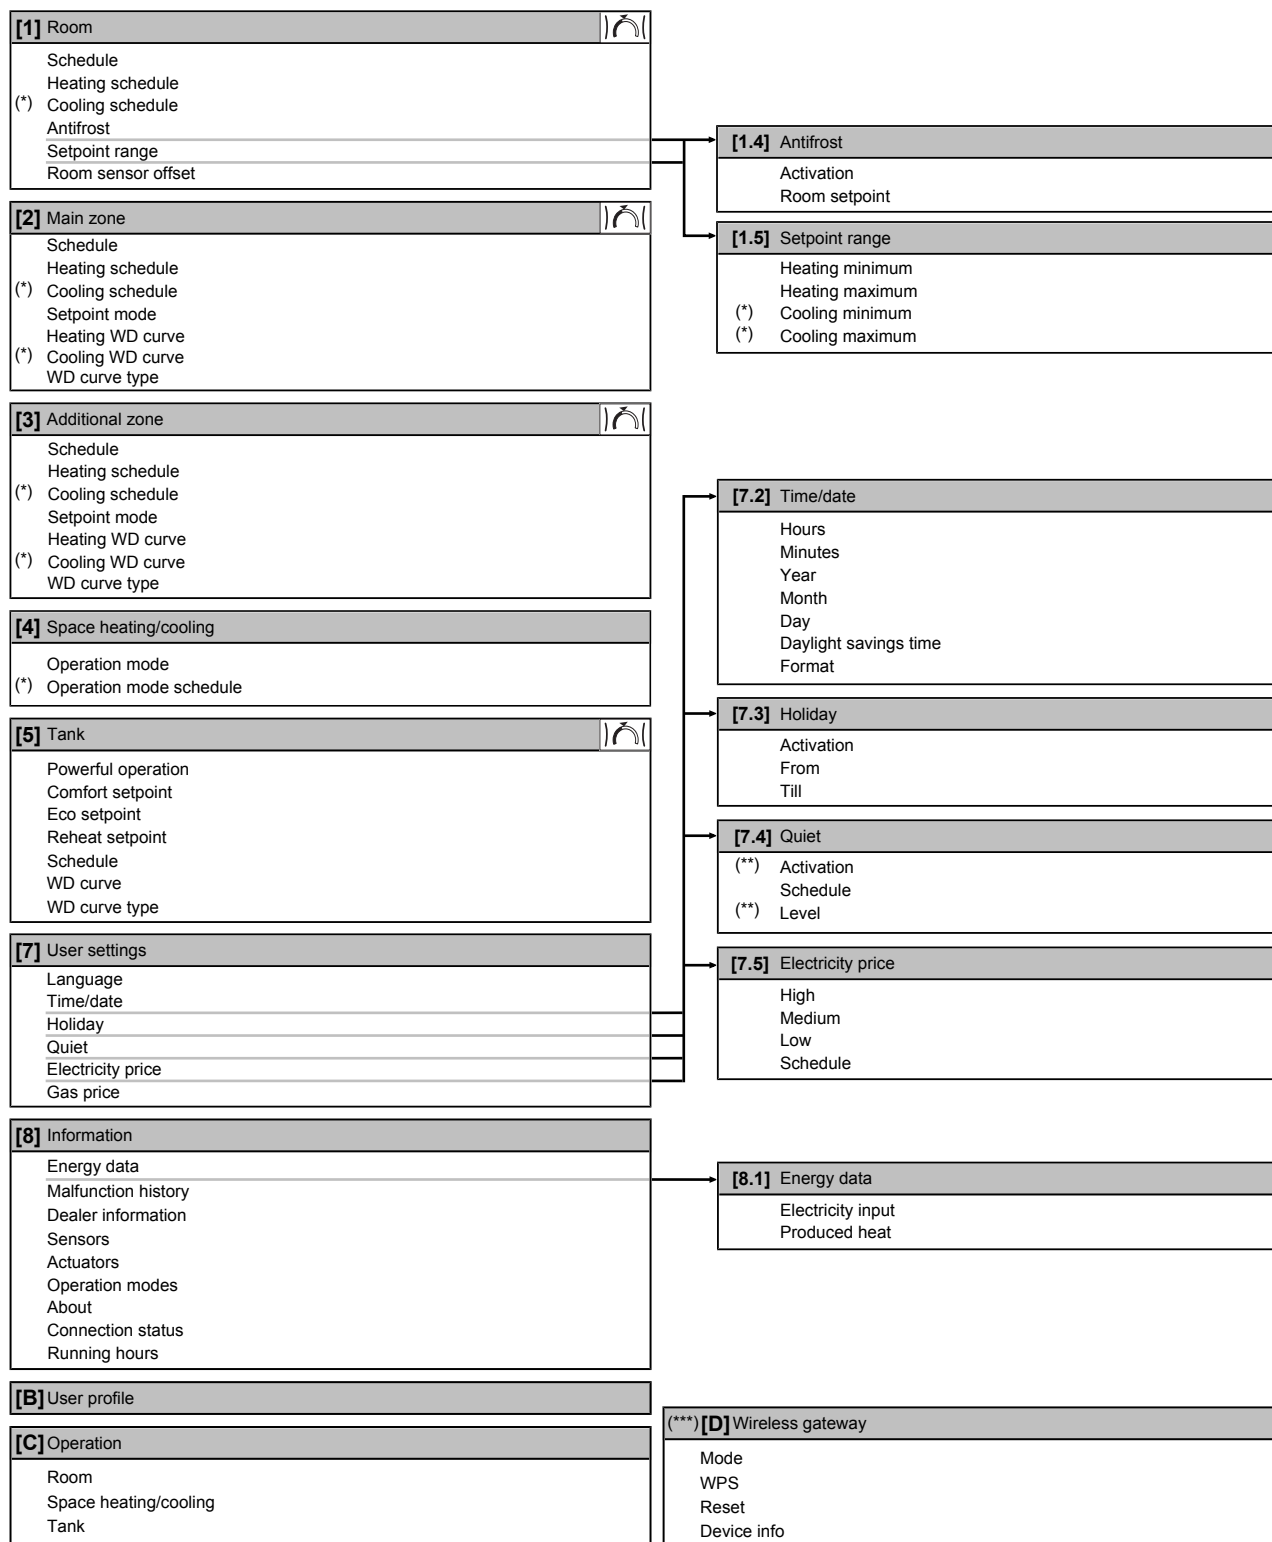 [1] Room
Schedule
Heating schedule
(*) Cooling schedule
Antifrost
Setpoint range
Room sensor offset
[2] Main zone
Schedule
Heating schedule
(*) Cooling schedule
Setpoint mode
Heating WD curve
(*) Cooling WD curve
WD curve type
[3] Additional zone
Schedule
Heating schedule
(*) Cooling schedule
Setpoint mode
Heating WD curve
(*) Cooling WD curve
WD curve type
[4] Space heating/cooling
Operation mode
(*) Operation mode schedule
[5] Tank
Powerful operation
Comfort setpoint
Eco setpoint
Reheat setpoint
Schedule
WD curve
WD curve type
[7] User settings
Language
Time/date
Holiday
Quiet
Electricity price
Gas price
[8] Information
Energy data
Malfunction history
Dealer information
Sensors
Actuators
Operation modes
About
Connection status
Running hours
[B] User profile
[C] Operation
Room
Space heating/cooling
Tank
[1.4] Antifrost
Activation
Room setpoint
[1.5] Setpoint range
Heating minimum
Heating maximum
(*) Cooling minimum
(*) Cooling maximum
[7.2] Time/date
Hours
Minutes
Year
Month
Day
Daylight savings time
Format
[7.3] Holiday
Activation
From
Till
[7.4] Quiet
(**) Activation
Schedule
(**) Level
[7.5] Electricity price
High
Medium
Low
Schedule
[8.1] Energy data
Electricity input
Produced heat
(***) [D] Wireless gateway
Mode
WPS
Reset
Device info